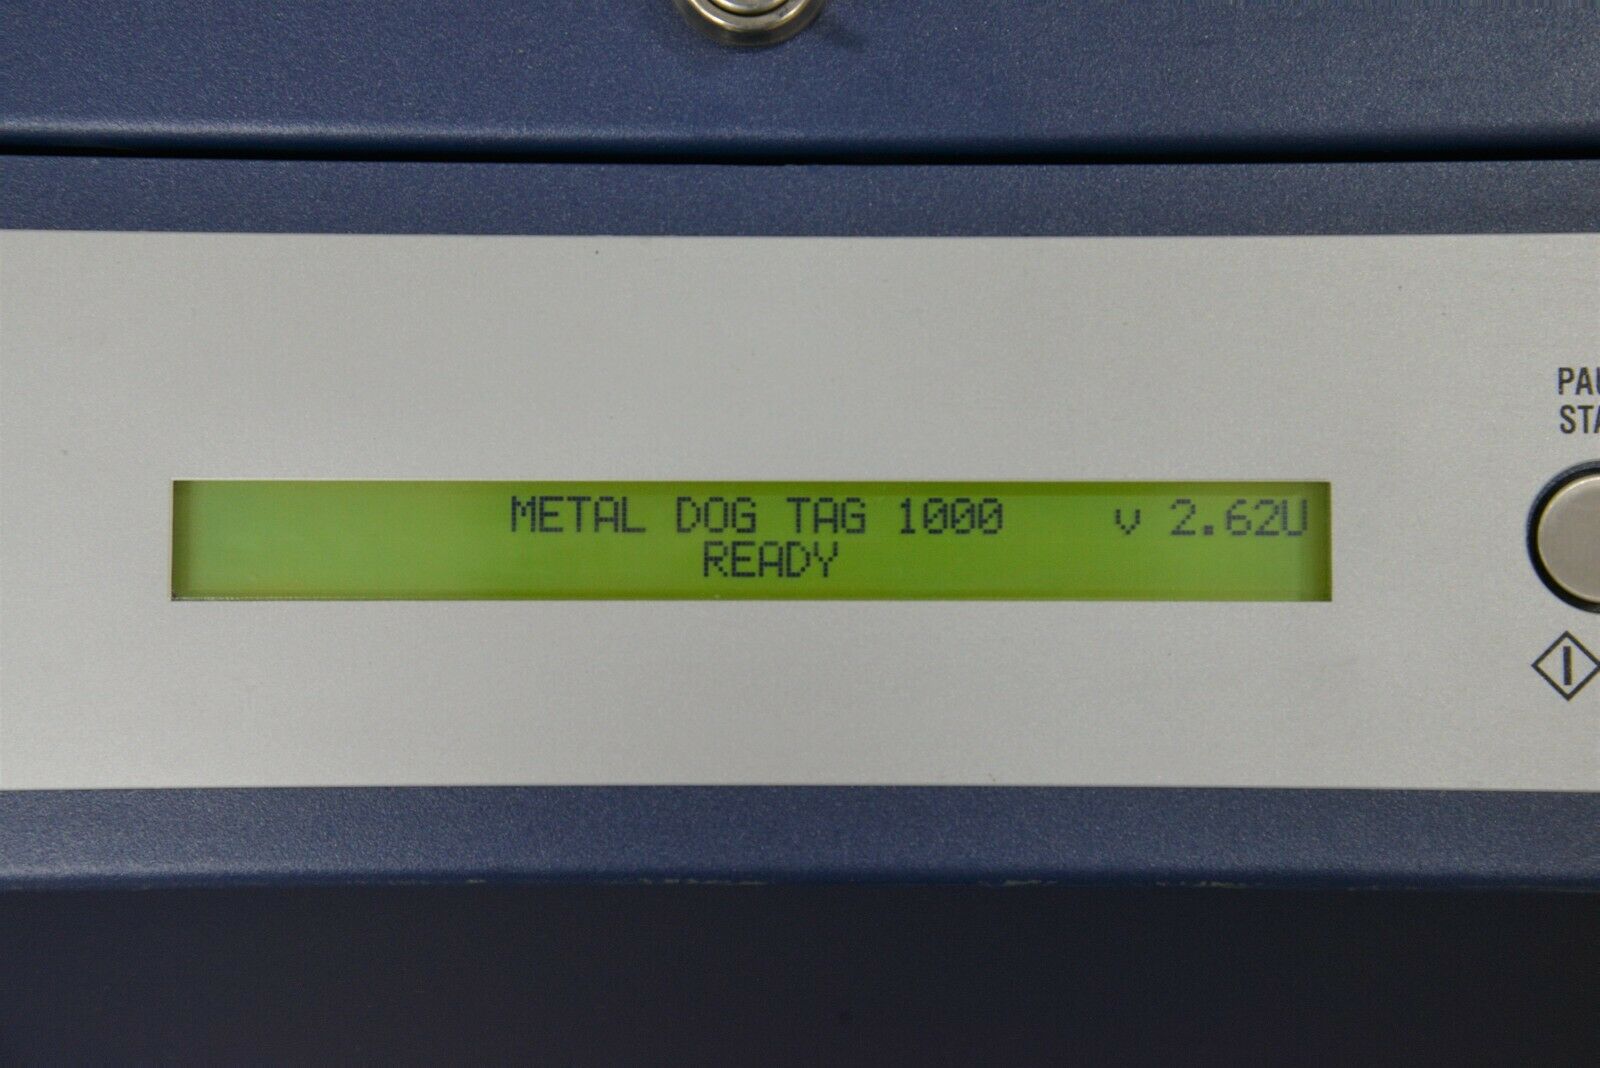 METAL DOG TAG 1000 v 2.62U
READY